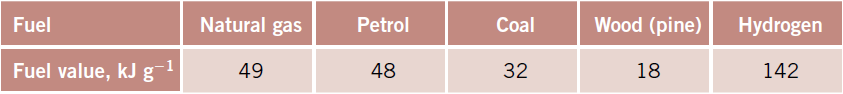 Fuel Natural gas Petrol Coal Wood (pine) Hydrogen
Fuel value, kJ g⁻¹ 49 48 32 18 142